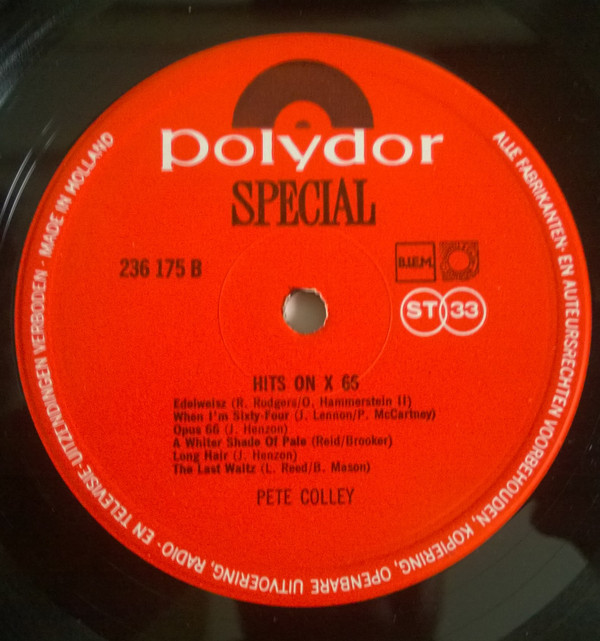 polydor
SPECIAL
236 175 B
B.I.E.M.
ST 33
HITS ON X 65
Edelweisz (R. Rodgers/O. Hammerstein II)
When I'm Sixty-Four (J. Lennon/P. McCartney)
Opus 66 (J. Henzon)
A Whiter Shade Of Pale (Reid/Brooker)
Long Hair (J. Henzon)
The Last Waltz (L. Reed/B. Mason)
PETE COLLEY
ALLE FABRIKANTEN- EN AUTEURSRECHTEN VOORBEHOUDEN, KOPIERING, OPENBARE UITVOERING, RADIO- EN TELEVISIE-UITZENDINGEN VERBODEN · MADE IN HOLLAND